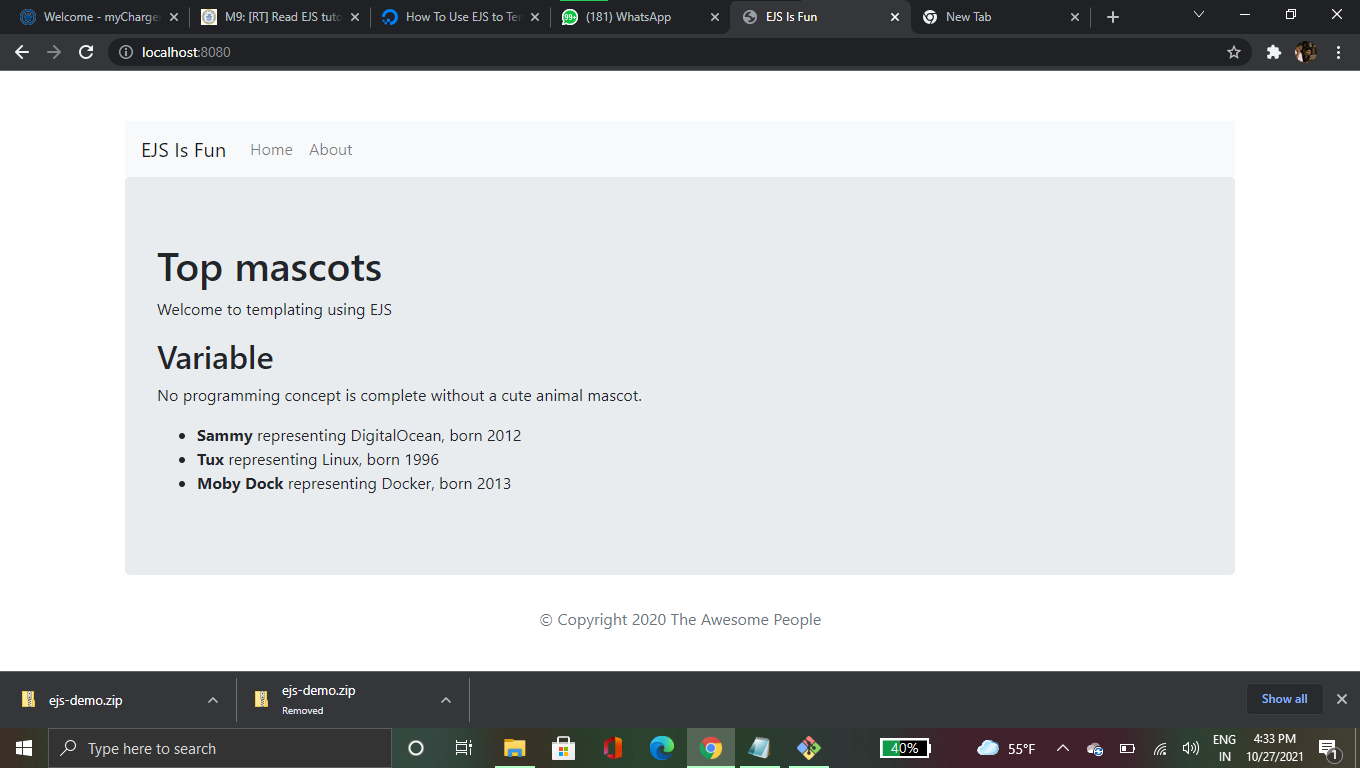 Welcome - myCharger
M9: [RT] Read EJS tuto
How To Use EJS to Ter
99+
(181) WhatsApp
EJS Is Fun
New Tab
localhost:8080
EJS Is Fun
Home
About
Top mascots
Welcome to templating using EJS
Variable
No programming concept is complete without a cute animal mascot.
Sammy representing DigitalOcean, born 2012
Tux representing Linux, born 1996
Moby Dock representing Docker, born 2013
© Copyright 2020 The Awesome People
ejs-demo.zip
ejs-demo.zip
Removed
Show all
Type here to search
40%
55°F
ENG
IN
4:33 PM
10/27/2021
1